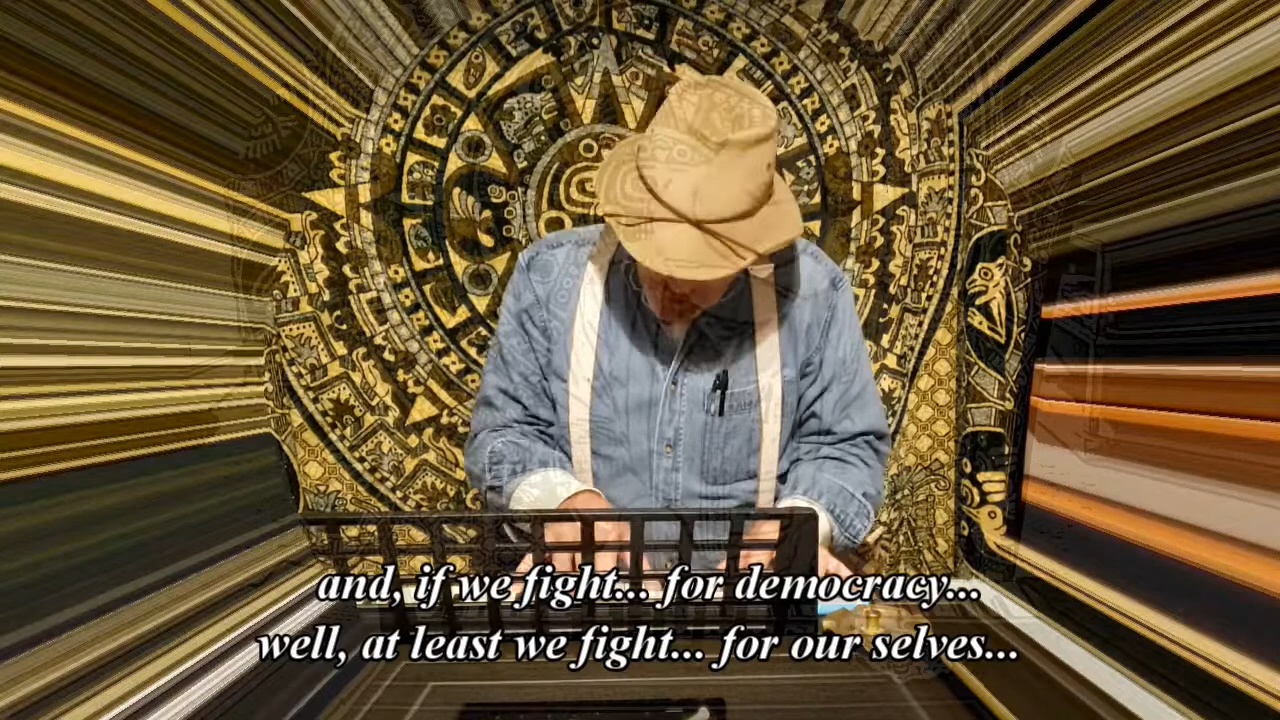 and, if we fight... for democracy...
well, at least we fight... for our selves...